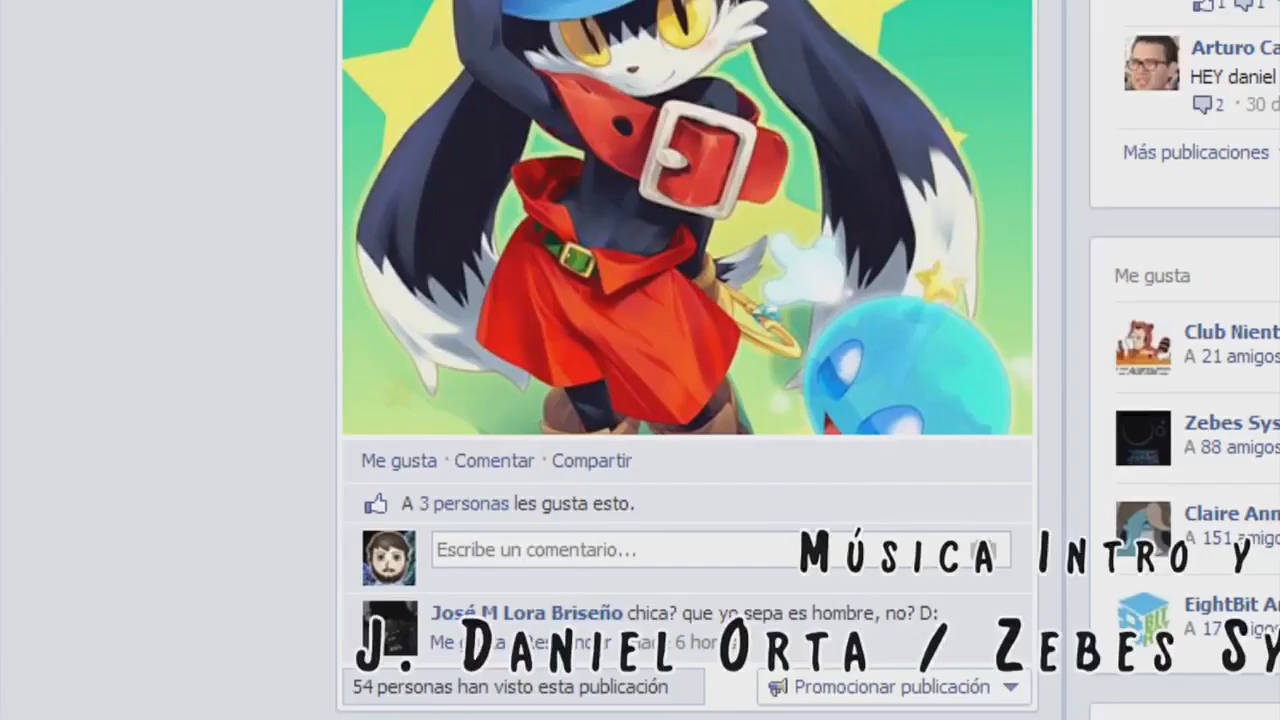 Me gusta · Comentar · Compartir
A 3 personas les gusta esto.
Escribe un comentario...
José M Lora Briseño chica? que yo sepa es hombre, no? D:
54 personas han visto esta publicación
Promocionar publicación
1 1
Arturo Ca
HEY daniel
2 · 30 d
Más publicaciones
Me gusta
Club Nient
A 21 amigos
Zebes Sys
A 88 amigos
Claire Ann
A 151 amigo
EightBit A
A 17
MÚSICA INTRO Y
J. DANIEL ORTA / ZEBES SY